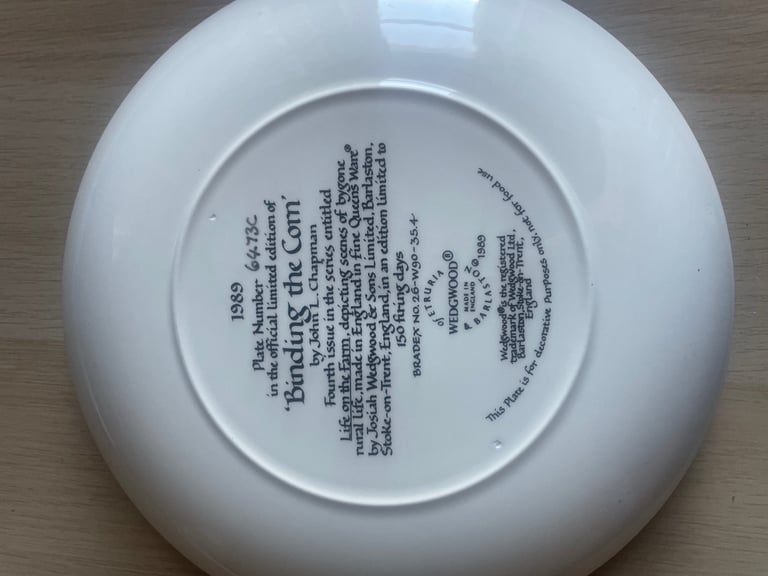 1989
Plate Number 6473C
in the official limited edition of
'Binding the Corn'
by John L. Chapman
Fourth issue in the series entitled
Life on the Farm, depicting scenes of bygone
rural life, made in England in fine Queen's Ware®
by Josiah Wedgwood & Sons Limited, Barlaston,
Stoke-on-Trent, England, in an edition limited to
150 firing days
BRADEX No. 26-W90-35.4
of ETRURIA
WEDGWOOD®
MADE IN
ENGLAND
BARLASTON
© 1989
Wedgwood® is the registered
trademark of Wedgwood Ltd,
Barlaston, Stoke-on-Trent,
England
This Plate is for decorative Purposes only, not for food use